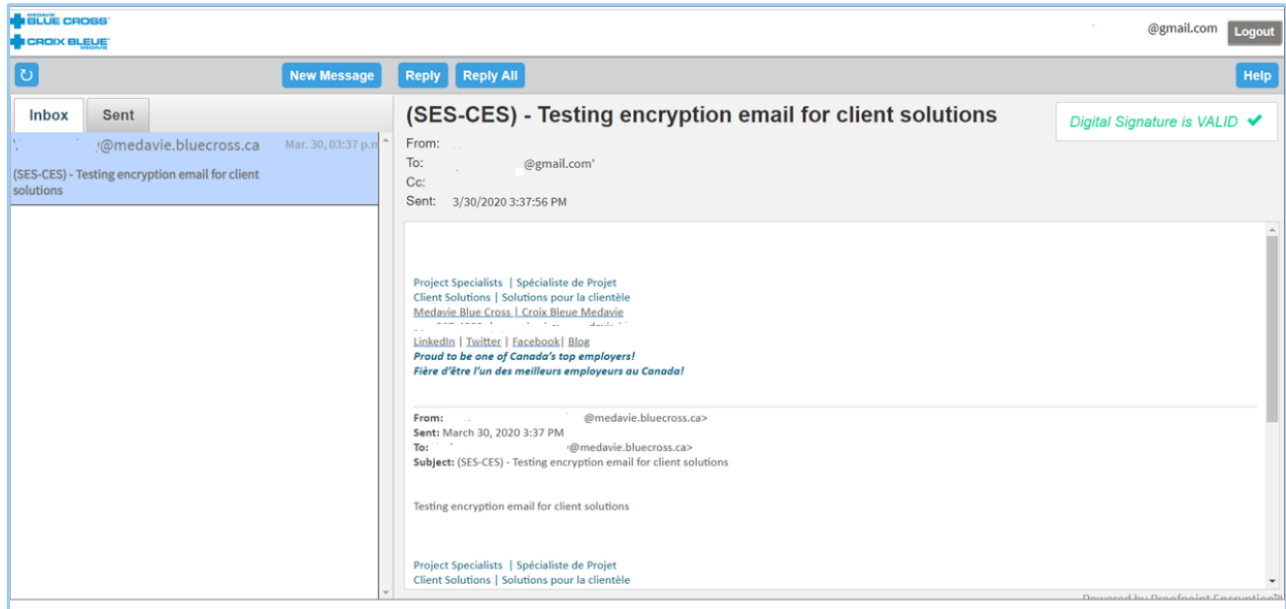 MEDAVIE
BLUE CROSS
CROIX BLEUE
MEDAVIE
@gmail.com Logout
New Message Reply Reply All Help
Inbox Sent
@medavie.bluecross.ca Mar. 30, 03:37 p.m
(SES-CES) - Testing encryption email for client
solutions
(SES-CES) - Testing encryption email for client solutions
Digital Signature is VALID ✔
From:
To: @gmail.com'
Cc:
Sent: 3/30/2020 3:37:56 PM
Project Specialists | Spécialiste de Projet
Client Solutions | Solutions pour la clientèle
Medavie Blue Cross | Croix Bleue Medavie
LinkedIn | Twitter | Facebook| Blog
Proud to be one of Canada's top employers!
Fière d'être l'un des meilleurs employeurs au Canada!
From: @medavie.bluecross.ca>
Sent: March 30, 2020 3:37 PM
To: @medavie.bluecross.ca>
Subject: (SES-CES) - Testing encryption email for client solutions
Testing encryption email for client solutions
Project Specialists | Spécialiste de Projet
Client Solutions | Solutions pour la clientèle
Powered by Proofpoint Encryption™